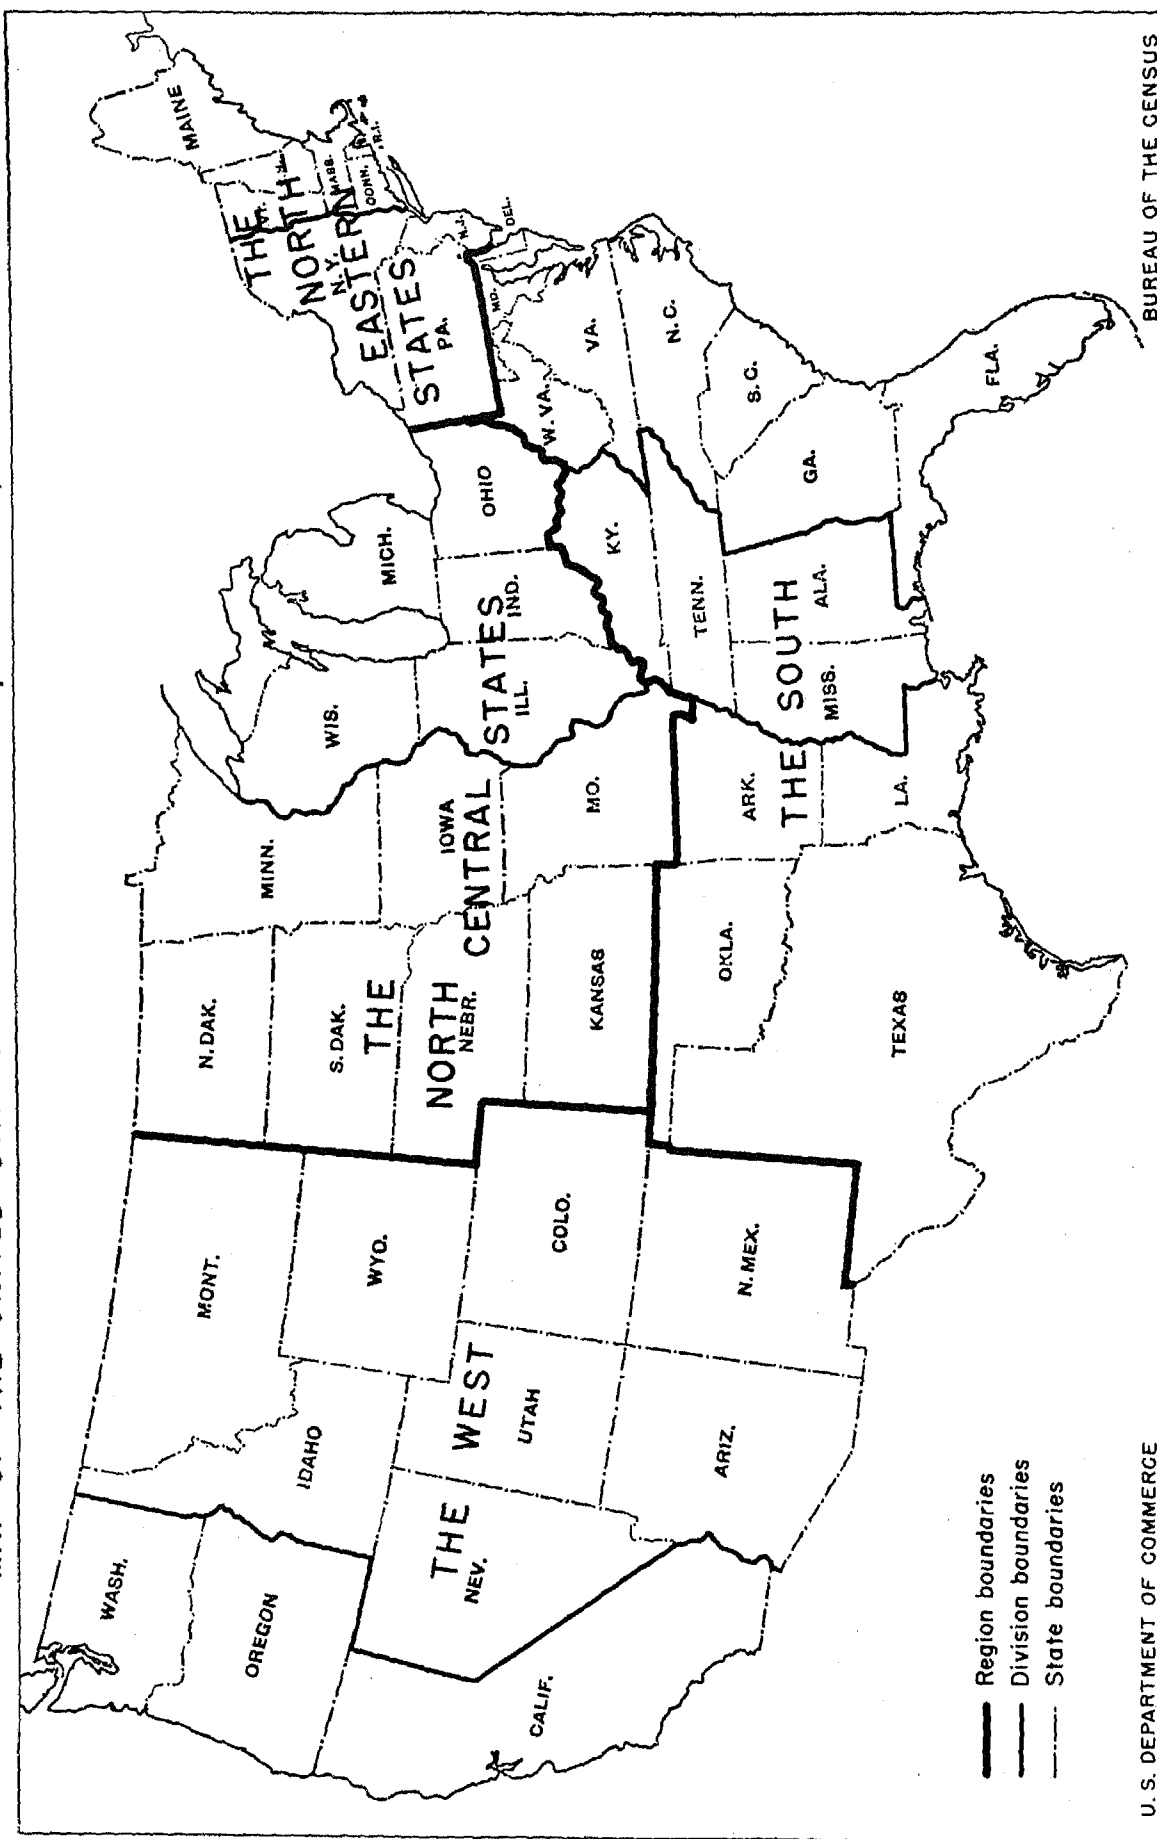 WASH.
OREGON
CALIF.
THE WEST
NEV.
IDAHO
MONT.
WYO.
UTAH
COLO.
ARIZ.
N. MEX.
THE
NORTH
CENTRAL
STATES
N. DAK.
S. DAK.
NEBR.
KANSAS
MINN.
IOWA
MO.
WIS.
ILL.
MICH.
IND.
OHIO
THE SOUTH
TEXAS
OKLA.
ARK.
LA.
MISS.
ALA.
TENN.
KY.
GA.
FLA.
S.C.
N.C.
VA.
W. VA.
MD.
DEL.
THE
NORTH
EASTERN
STATES
PA.
N.J.
N.Y.
CONN.
R.I.
MASS.
VT.
MAINE
Region boundaries
Division boundaries
State boundaries
U. S. DEPARTMENT OF COMMERCE
BUREAU OF THE CENSUS